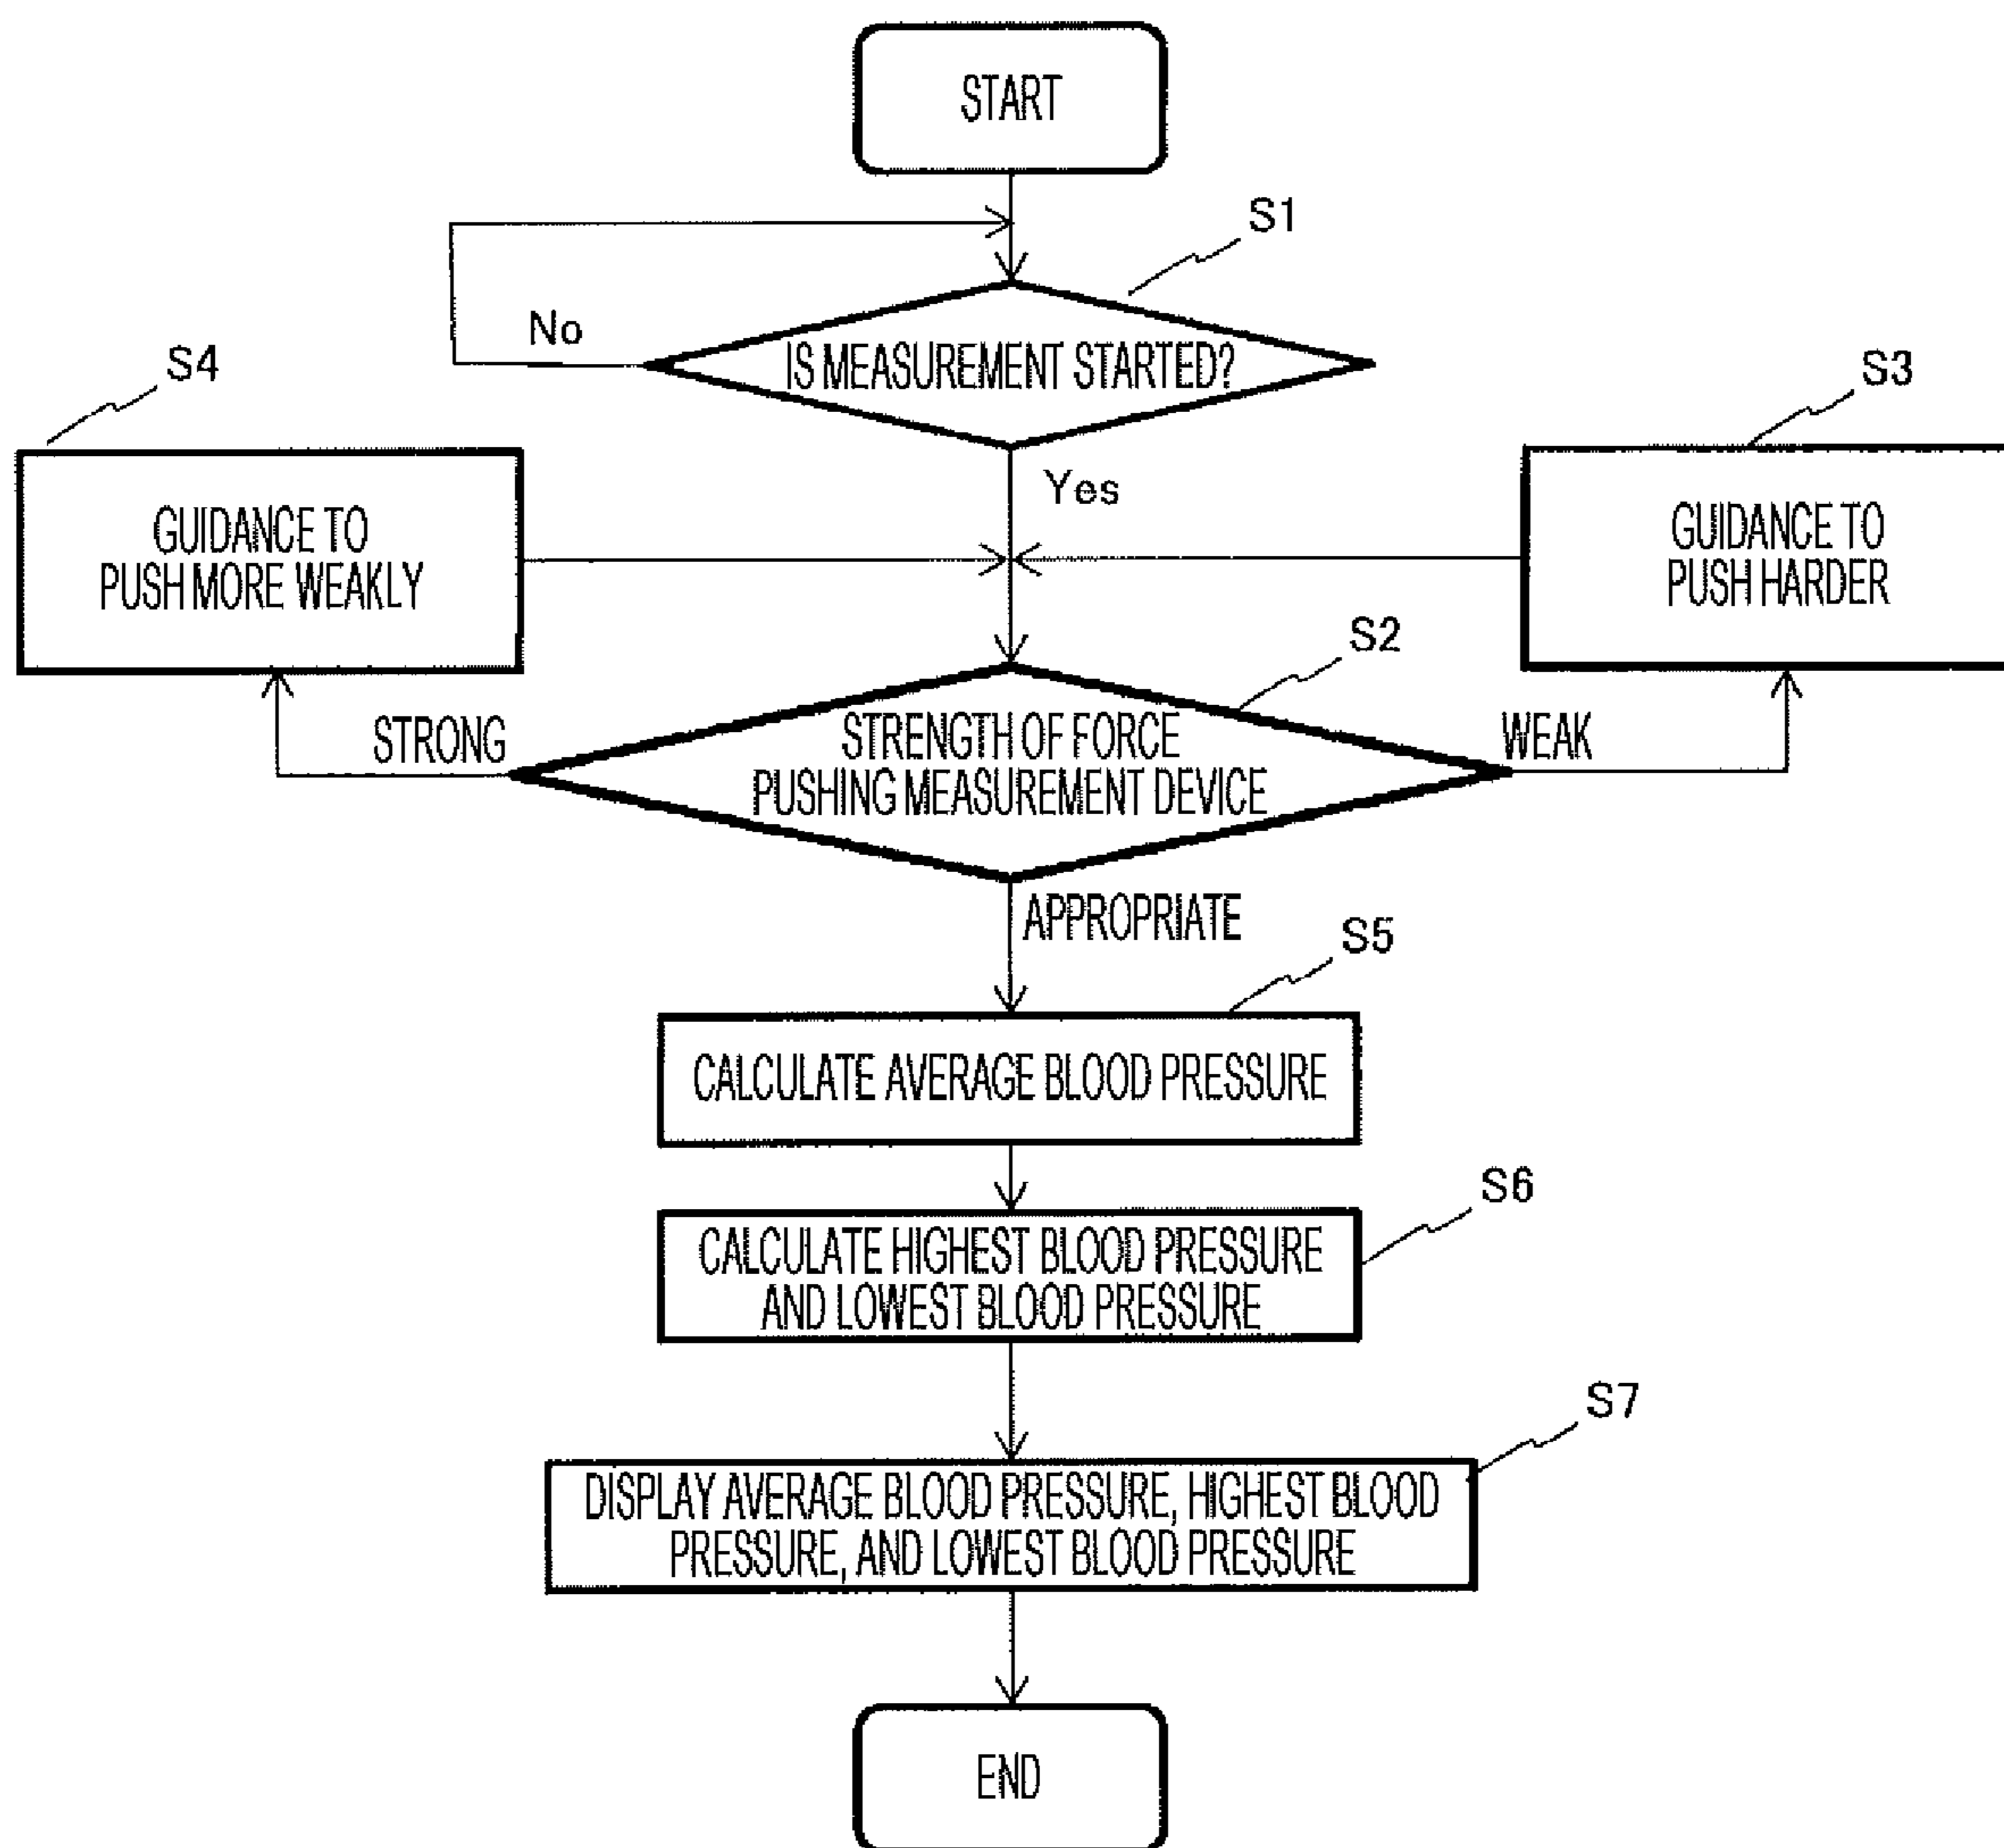 START
S1
No
IS MEASUREMENT STARTED?
S4
S3
Yes
GUIDANCE TO
PUSH MORE WEAKLY
GUIDANCE TO
PUSH HARDER
S2
STRONG
STRENGTH OF FORCE
PUSHING MEASUREMENT DEVICE
WEAK
APPROPRIATE
S5
CALCULATE AVERAGE BLOOD PRESSURE
S6
CALCULATE HIGHEST BLOOD PRESSURE
AND LOWEST BLOOD PRESSURE
S7
DISPLAY AVERAGE BLOOD PRESSURE, HIGHEST BLOOD
PRESSURE, AND LOWEST BLOOD PRESSURE
END